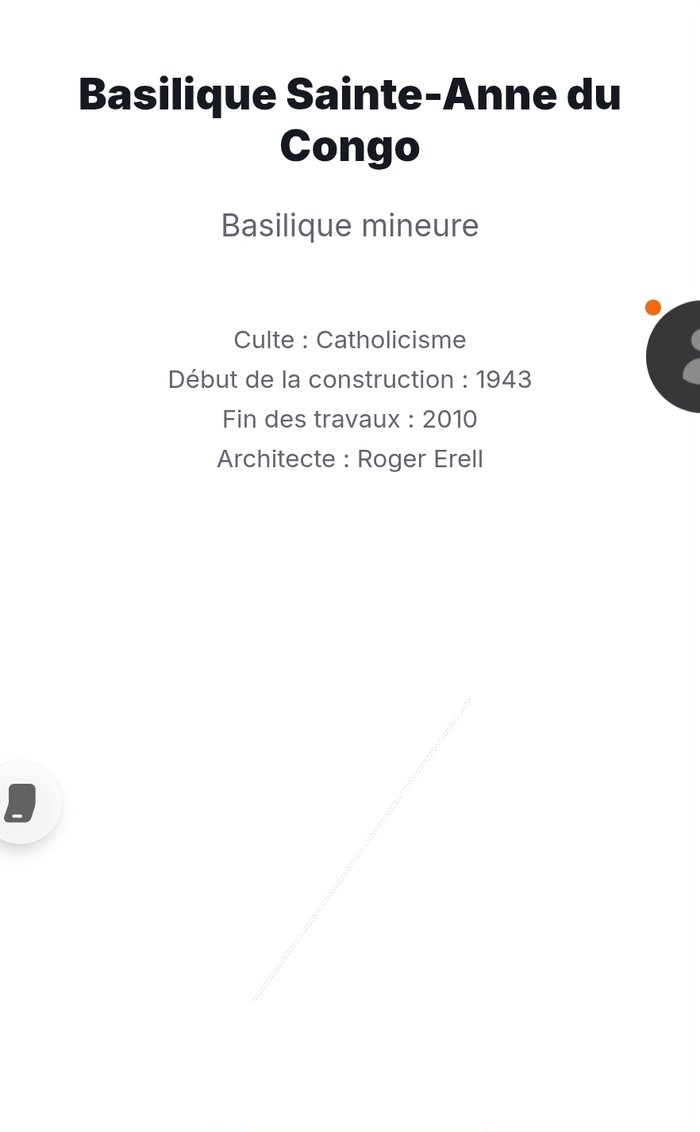 Basilique Sainte-Anne du
Congo
Basilique mineure
Culte : Catholicisme
Début de la construction : 1943
Fin des travaux : 2010
Architecte : Roger Erell